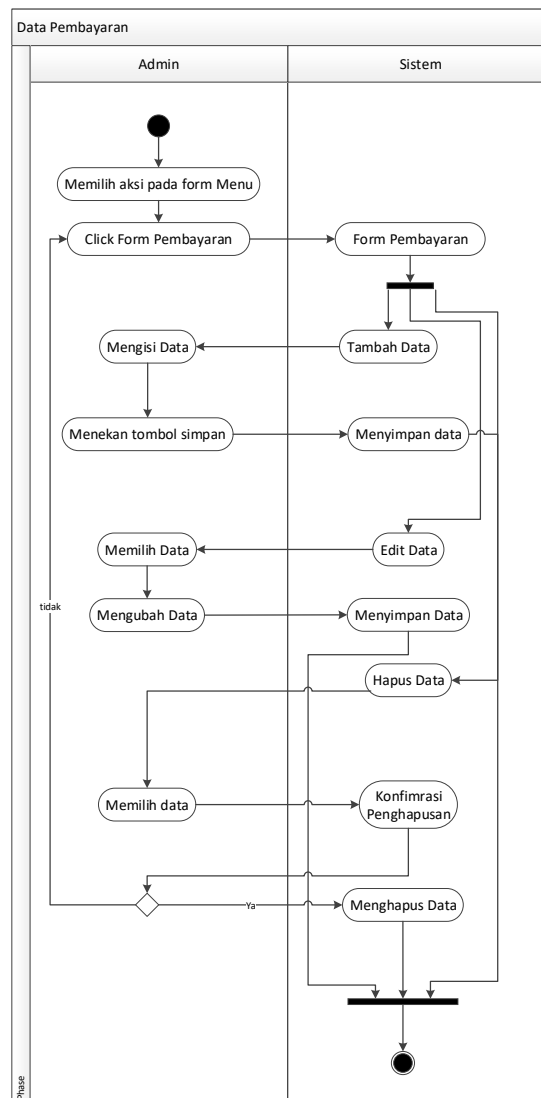 Data Pembayaran
Admin
Sistem
Memilih aksi pada form Menu
Click Form Pembayaran
Form Pembayaran
Mengisi Data
Tambah Data
Menekan tombol simpan
Menyimpan data
Memilih Data
Edit Data
tidak
Mengubah Data
Menyimpan Data
Hapus Data
Memilih data
Konfimrasi
Penghapusan
Ya
Menghapus Data
Phase